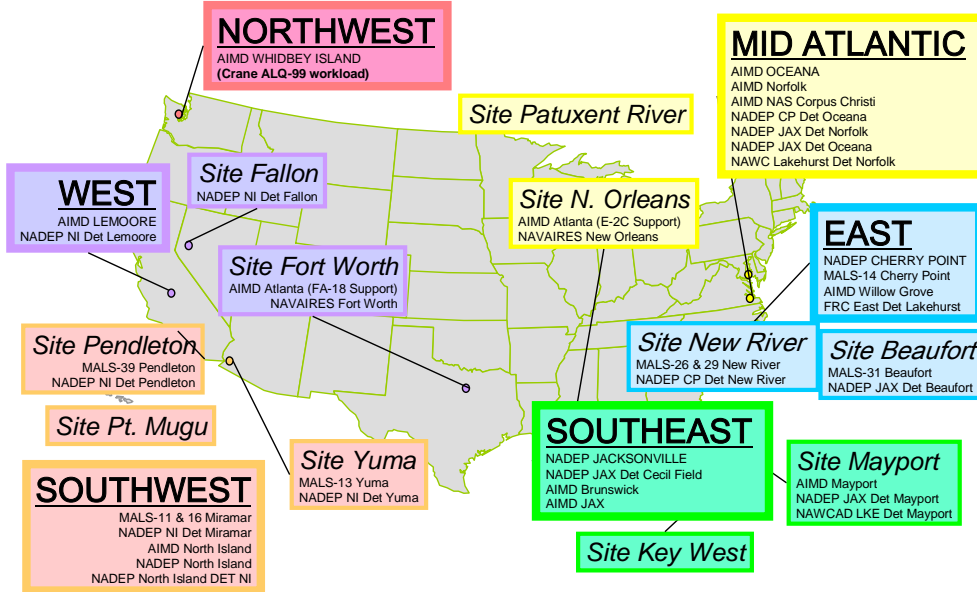 NORTHWEST
AIMD WHIDBEY ISLAND
(Crane ALQ-99 workload)
MID ATLANTIC
AIMD OCEANA
AIMD Norfolk
AIMD NAS Corpus Christi
NADEP CP Det Oceana
NADEP JAX Det Norfolk
NADEP JAX Det Oceana
NAWC Lakehurst Det Norfolk
Site Patuxent River
WEST
AIMD LEMOORE
NADEP NI Det Lemoore
Site Fallon
NADEP NI Det Fallon
Site N. Orleans
AIMD Atlanta (E-2C Support)
NAVAIRES New Orleans
EAST
NADEP CHERRY POINT
MALS-14 Cherry Point
AIMD Willow Grove
FRC East Det Lakehurst
Site Fort Worth
AIMD Atlanta (FA-18 Support)
NAVAIRES Fort Worth
Site Pendleton
MALS-39 Pendleton
NADEP NI Det Pendleton
Site New River
MALS-26 & 29 New River
NADEP CP Det New River
Site Beaufort
MALS-31 Beaufort
NADEP JAX Det Beaufort
Site Pt. Mugu
SOUTHEAST
NADEP JACKSONVILLE
NADEP JAX Det Cecil Field
AIMD Brunswick
AIMD JAX
Site Yuma
MALS-13 Yuma
NADEP NI Det Yuma
Site Mayport
AIMD Mayport
NADEP JAX Det Mayport
NAWCAD LKE Det Mayport
SOUTHWEST
MALS-11 & 16 Miramar
NADEP NI Det Miramar
AIMD North Island
NADEP North Island
NADEP North Island DET NI
Site Key West